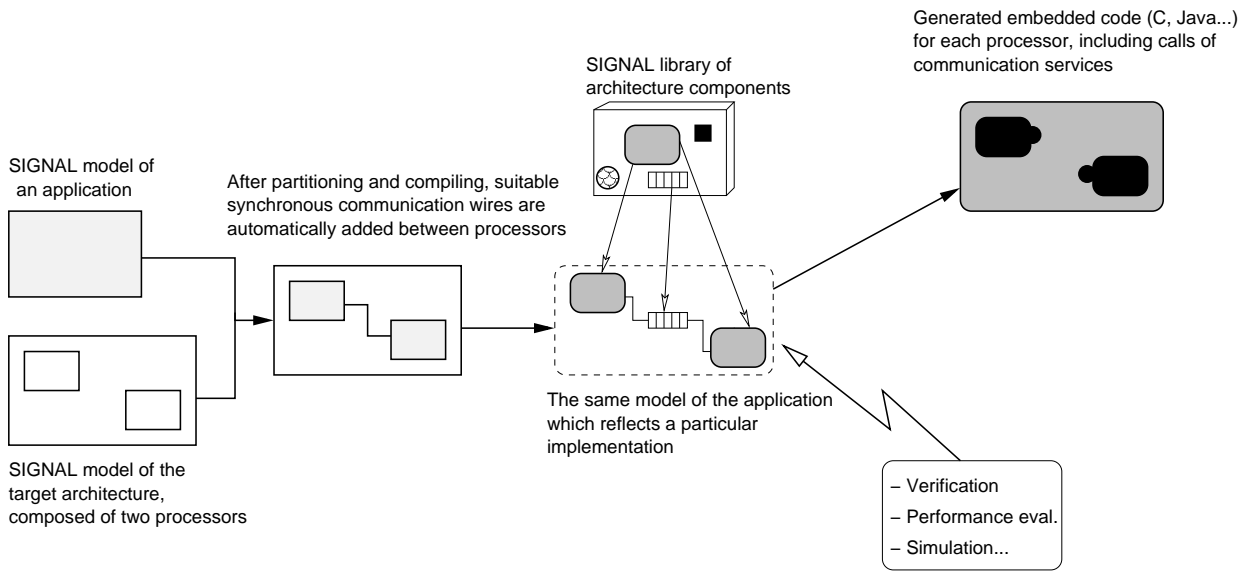 SIGNAL model of
an application
SIGNAL model of the
target architecture,
composed of two processors
After partitioning and compiling, suitable
synchronous communication wires are
automatically added between processors
SIGNAL library of
architecture components
The same model of the application
which reflects a particular
implementation
Generated embedded code (C, Java...)
for each processor, including calls of
communication services
– Verification
– Performance eval.
– Simulation...